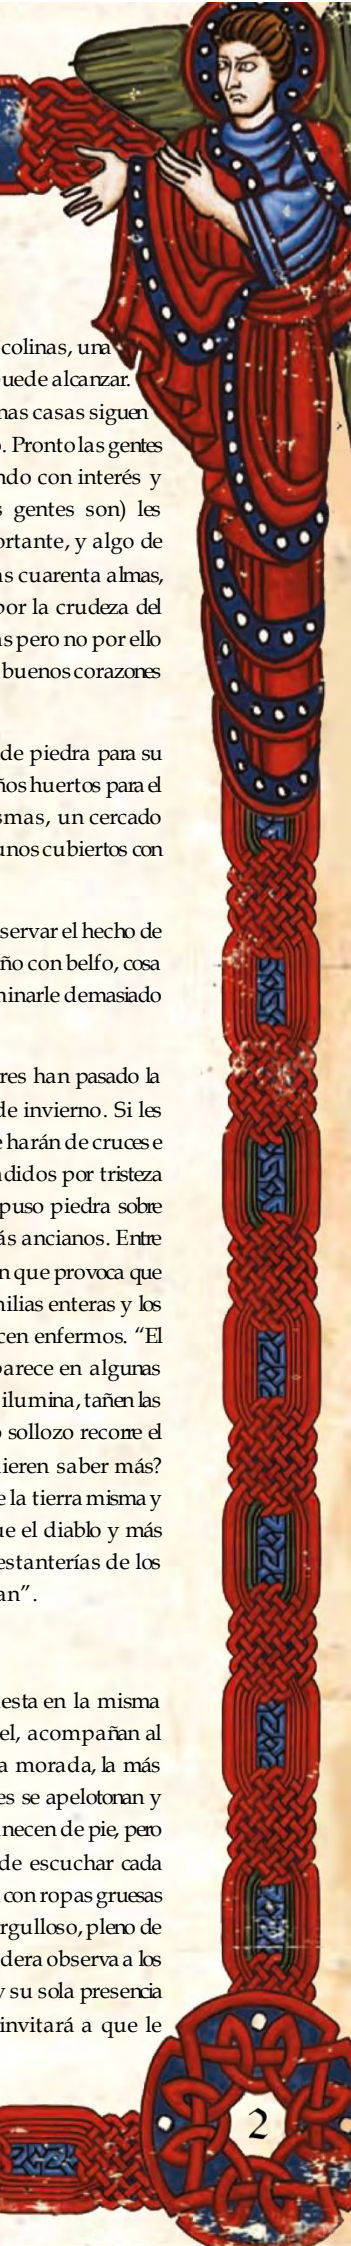 colinas, una
uede alcanzar.
nas casas siguen
o. Pronto las gentes
ndo con interés y
s gentes son) les
ortante, y algo de
as cuarenta almas,
por la crudeza del
as pero no por ello
buenos corazones
de piedra para su
ños huertos para el
smas, un cercado
unos cubiertos con
servar el hecho de
ño con belfo, cosa
minarle demasiado
res han pasado la
de invierno. Si les
e harán de cruces e
ndidos por tristeza
puso piedra sobre
ás ancianos. Entre
n que provoca que
milias enteras y los
cen enfermos. “El
parece en algunas
ilumina, tañen las
o sollozo recorre el
uieren saber más?
e la tierra misma y
ue el diablo y más
estanterías de los
an”.
esta en la misma
el, acompañan al
a morada, la más
es se apelotonan y
anecen de pie, pero
de escuchar cada
con ropas gruesas
rgulloso, pleno de
dera observa a los
y su sola presencia
invitará a que le
2